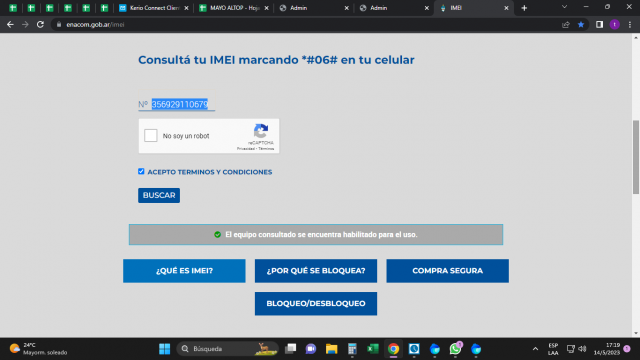 Kerio Connect Client
MAYO ALTOP - Hoja
Admin
Admin
IMEI
enacom.gob.ar/imei
Consultá tu IMEI marcando *#06# en tu celular
Nº 356929110679
No soy un robot
reCAPTCHA
Privacidad - Términos
ACEPTO TERMINOS Y CONDICIONES
BUSCAR
El equipo consultado se encuentra habilitado para el uso.
¿QUÉ ES IMEI?
¿POR QUÉ SE BLOQUEA?
COMPRA SEGURA
BLOQUEO/DESBLOQUEO
24°C
Mayorm. soleado
Búsqueda
ESP
LAA
17:19
14/5/2023